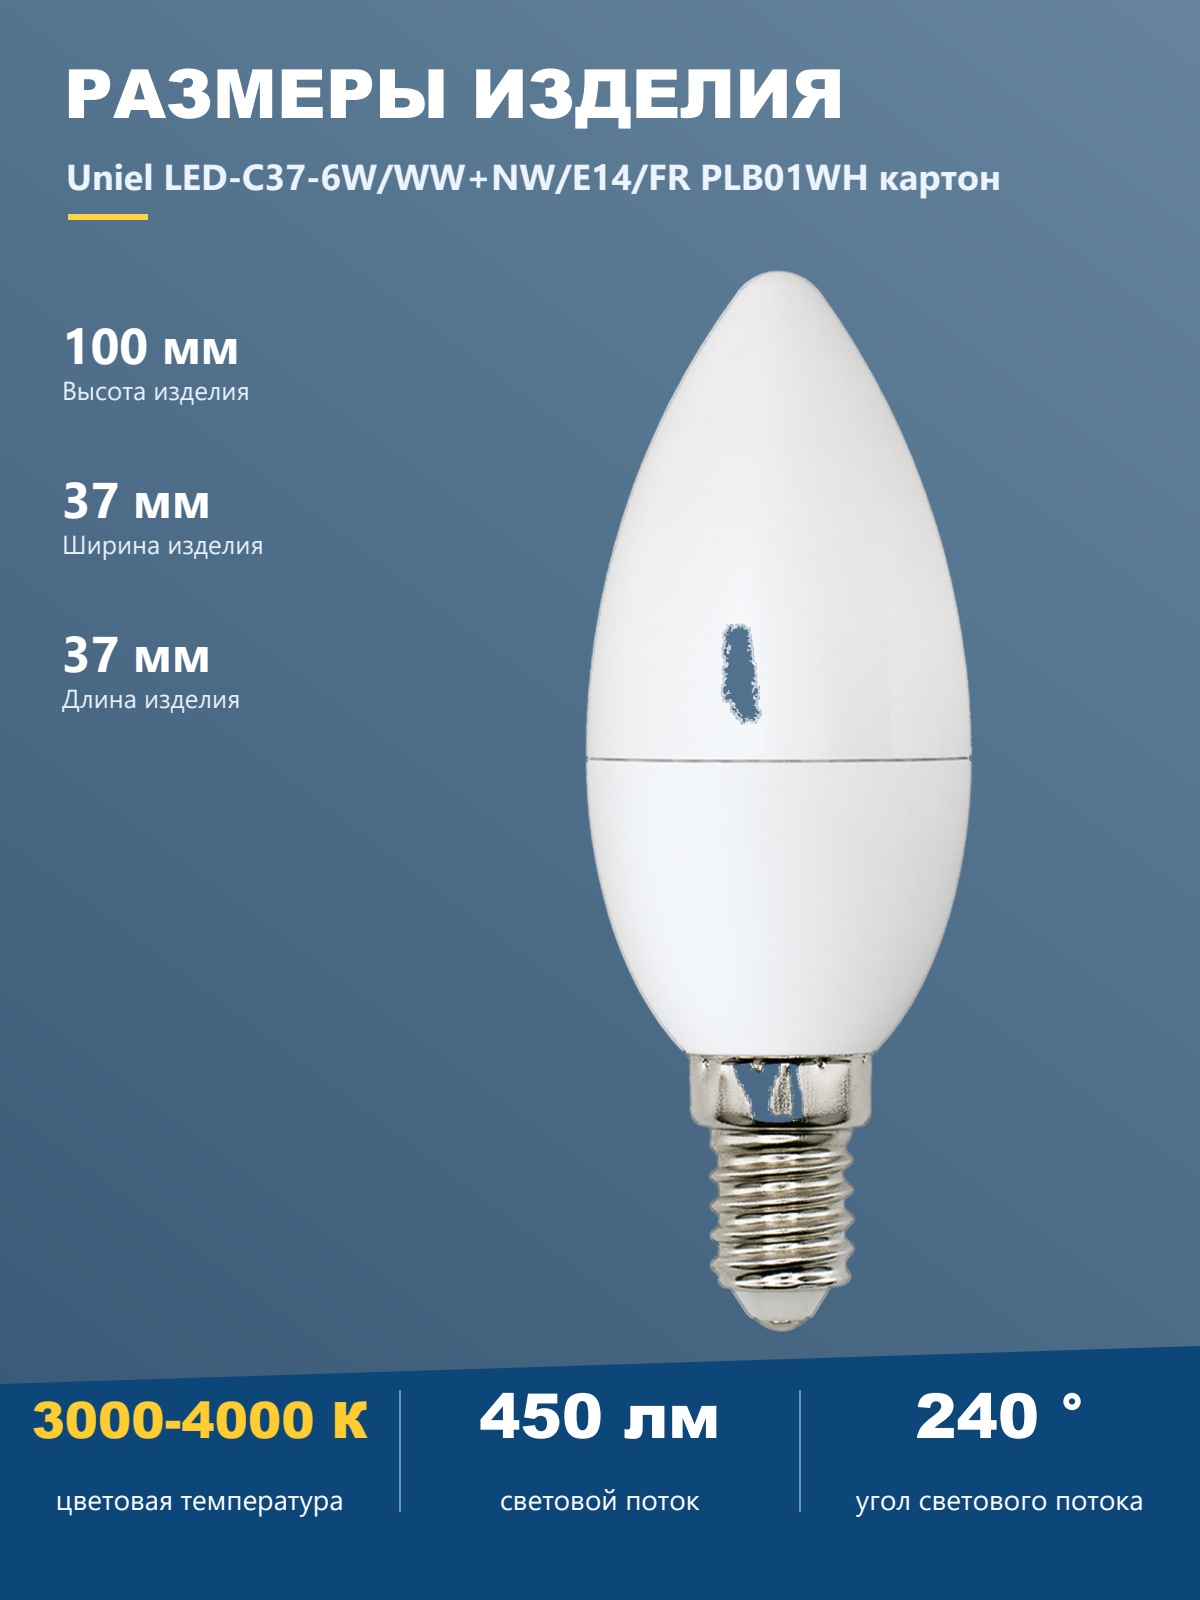 РАЗМЕРЫ ИЗДЕЛИЯ
Uniel LED-C37-6W/WW+NW/E14/FR PLB01WH картон
100 мм
Высота изделия
37 мм
Ширина изделия
37 мм
Длина изделия
3000-4000 К
цветовая температура
450 лм
световой поток
240 °
угол светового потока